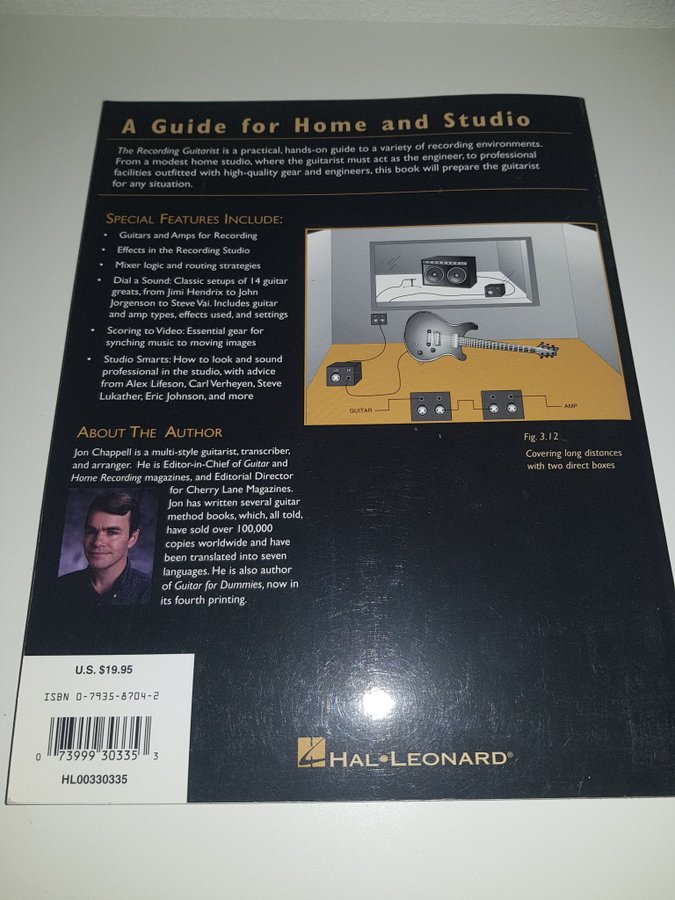 A Guide for Home and Studio
The Recording Guitarist is a practical, hands-on guide to a variety of recording environments.
From a modest home studio, where the guitarist must act as the engineer, to professional
facilities outfitted with high-quality gear and engineers, this book will prepare the guitarist
for any situation.
SPECIAL FEATURES INCLUDE:
• Guitars and Amps for Recording
• Effects in the Recording Studio
• Mixer logic and routing strategies
• Dial a Sound: Classic setups of 14 guitar
greats, from Jimi Hendrix to John
Jorgenson to Steve Vai. Includes guitar
and amp types, effects used, and settings
• Scoring to Video: Essential gear for
synching music to moving images
• Studio Smarts: How to look and sound
professional in the studio, with advice
from Alex Lifeson, Carl Verheyen, Steve
Lukather, Eric Johnson, and more
GUITAR
AMP
Fig. 3.12
Covering long distances
with two direct boxes
ABOUT THE AUTHOR
Jon Chappell is a multi-style guitarist, transcriber,
and arranger. He is Editor-in-Chief of Guitar and
Home Recording magazines, and Editorial Director
for Cherry Lane Magazines.
Jon has written several guitar
method books, which, all told,
have sold over 100,000
copies worldwide and have
been translated into seven
languages. He is also author
of Guitar for Dummies, now in
its fourth printing.
U.S. $19.95
ISBN 0-7935-8704-2
0 73999 30335 3
HL00330335
HAL•LEONARD®